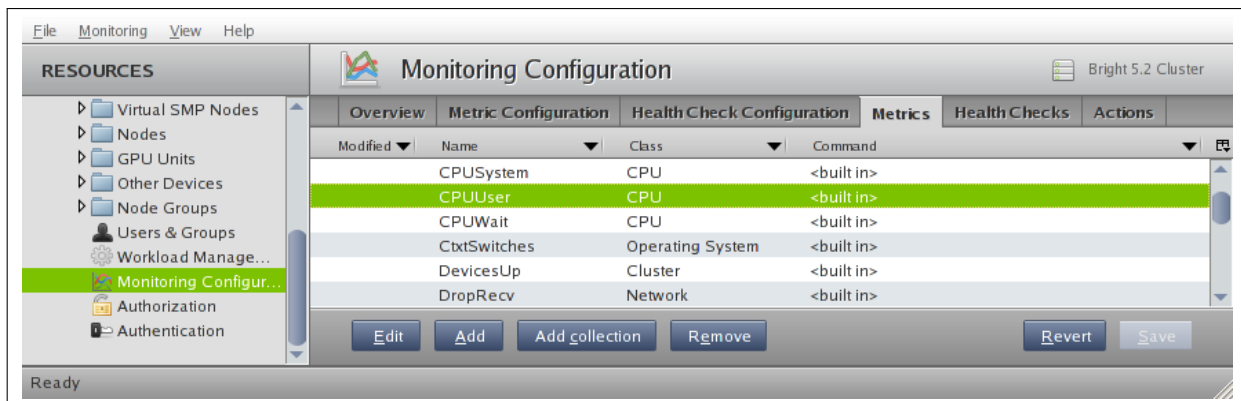 File Monitoring View Help
RESOURCES
Virtual SMP Nodes
Nodes
GPU Units
Other Devices
Node Groups
Users & Groups
Workload Manage...
Monitoring Configur...
Authorization
Authentication
Monitoring Configuration
Bright 5.2 Cluster
Overview Metric Configuration Health Check Configuration Metrics Health Checks Actions
Modified Name Class Command
CPUSystem CPU <built in>
CPUUser CPU <built in>
CPUWait CPU <built in>
CtxtSwitches Operating System <built in>
DevicesUp Cluster <built in>
DropRecv Network <built in>
Edit Add Add collection Remove Revert Save
Ready